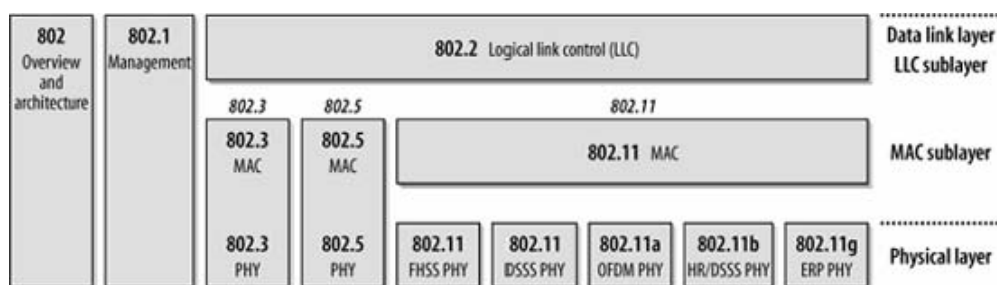 802
Overview
and
architecture
802.1
Management
802.2 Logical link control (LLC)
Data link layer
LLC sublayer
802.3
802.5
802.11
802.3
MAC
802.5
MAC
802.11 MAC
MAC sublayer
802.3
PHY
802.5
PHY
802.11
FHSS PHY
802.11
DSSS PHY
802.11a
OFDM PHY
802.11b
HR/DSSS PHY
802.11g
ERP PHY
Physical layer